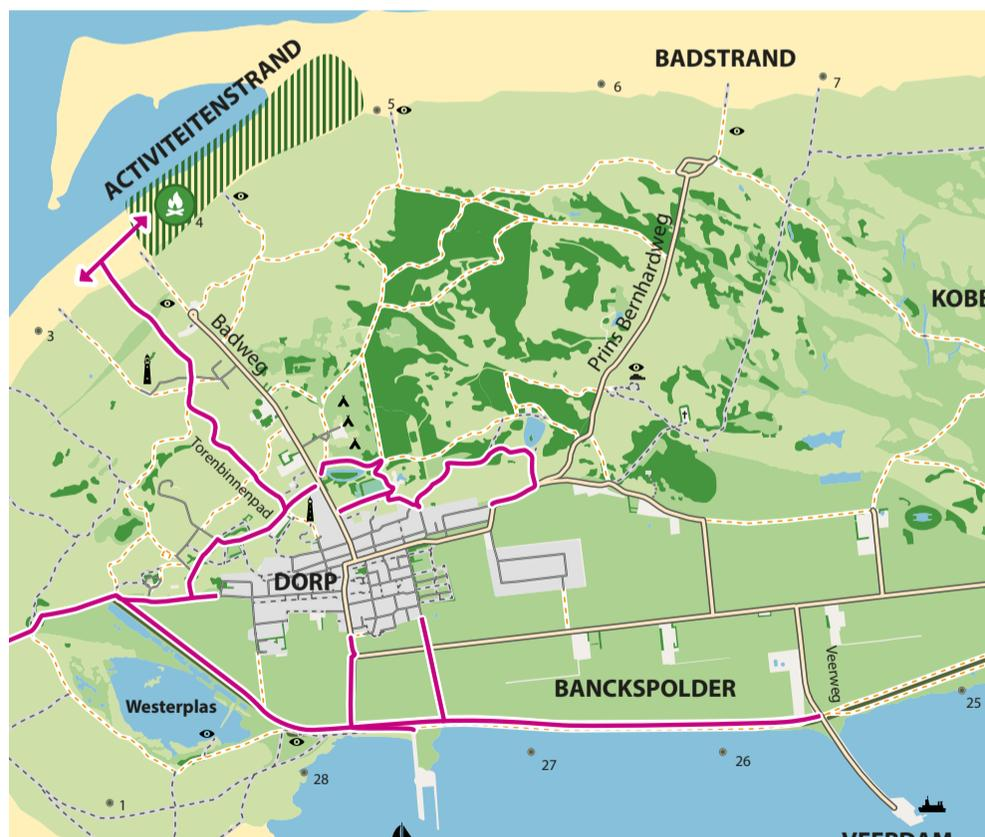 BADSTRAND
ACTIVITEITENSTRAND
6
7
5
4
KOBE
3
Badweg
Prins Bernhardweg
Torenbinnenpad
DORP
Veerweg
BANCKSPOLDER
Westerplas
25
26
27
28
1
VEERDAM